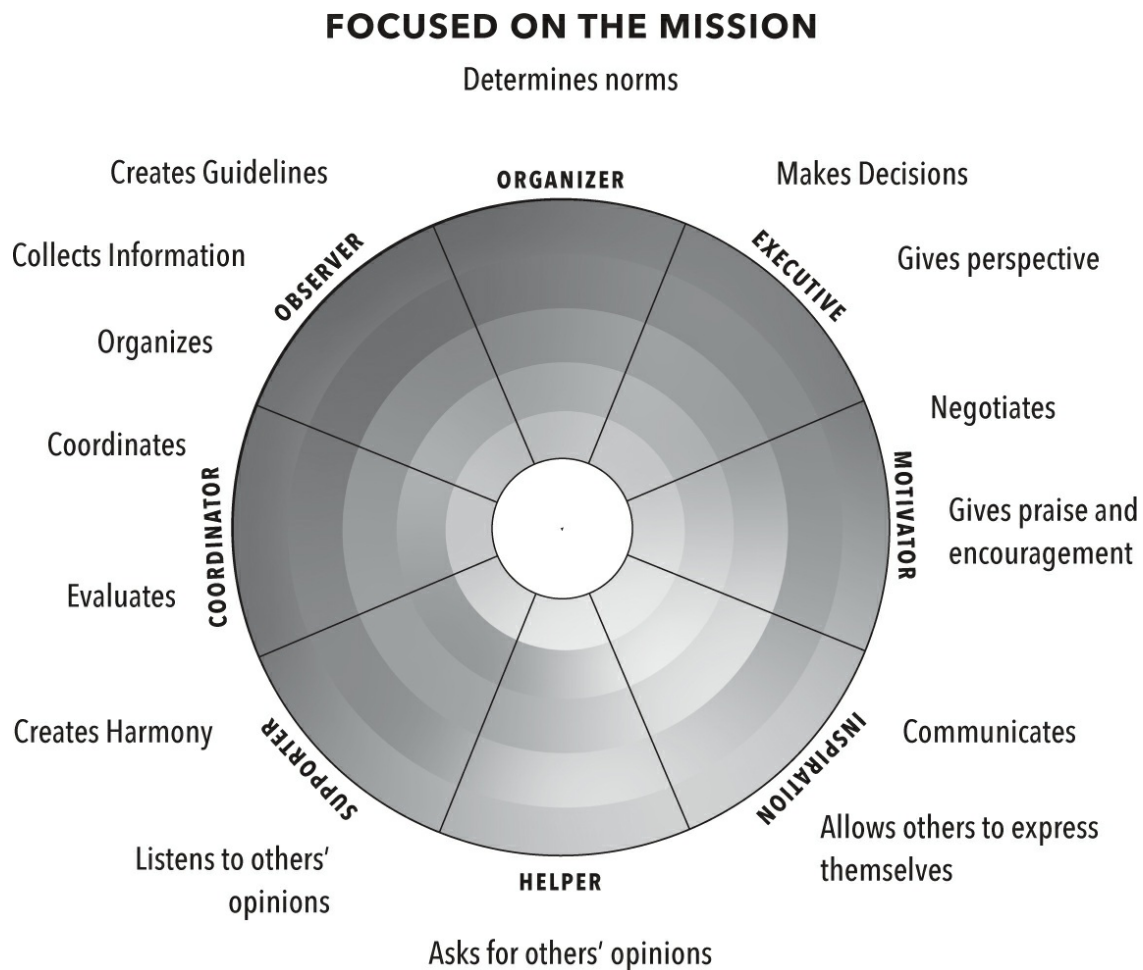 FOCUSED ON THE MISSION
Determines norms
Creates Guidelines
ORGANIZER
Makes Decisions
OBSERVER
EXECUTIVE
Collects Information
Gives perspective
Organizes
Negotiates
Coordinates
COORDINATOR
MOTIVATOR
Gives praise and
encouragement
Evaluates
Creates Harmony
SUPPORTER
INSPIRATION
Communicates
Allows others to express
themselves
Listens to others’
opinions
HELPER
Asks for others’ opinions